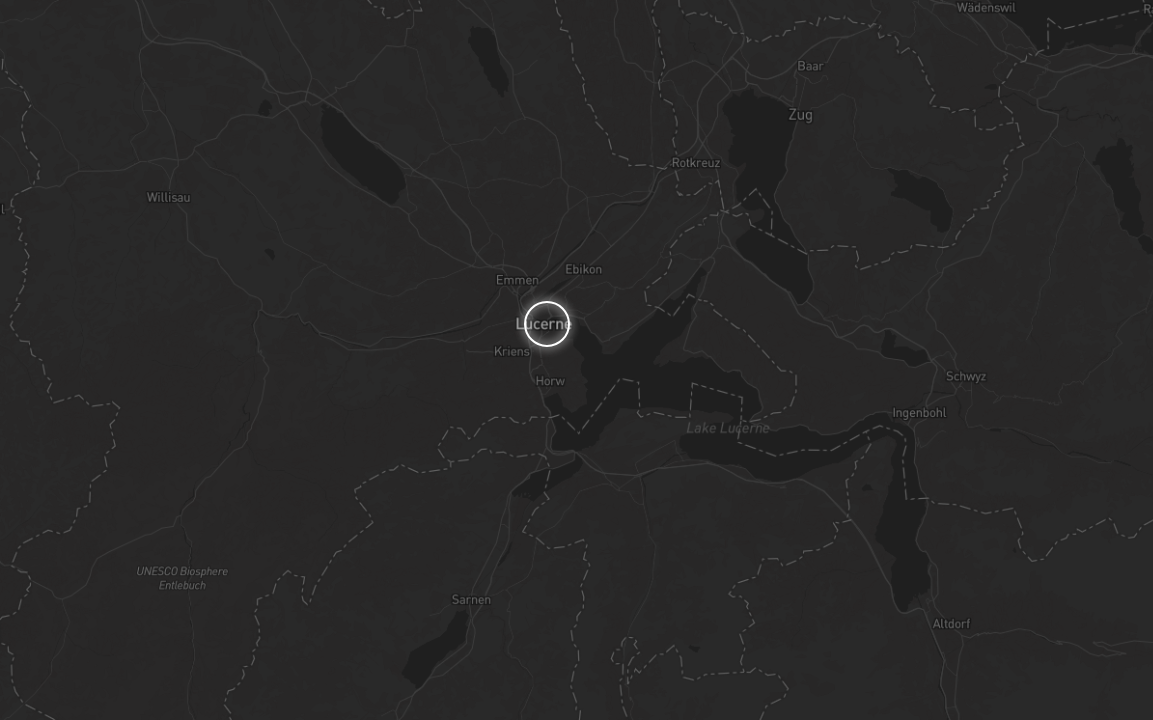 Wädenswil
Baar
Zug
Rotkreuz
Willisau
Ebikon
Emmen
Lucerne
Kriens
Schwyz
Horw
Ingenbohl
Lake Lucerne
UNESCO Biosphere
Entlebuch
Sarnen
Altdorf